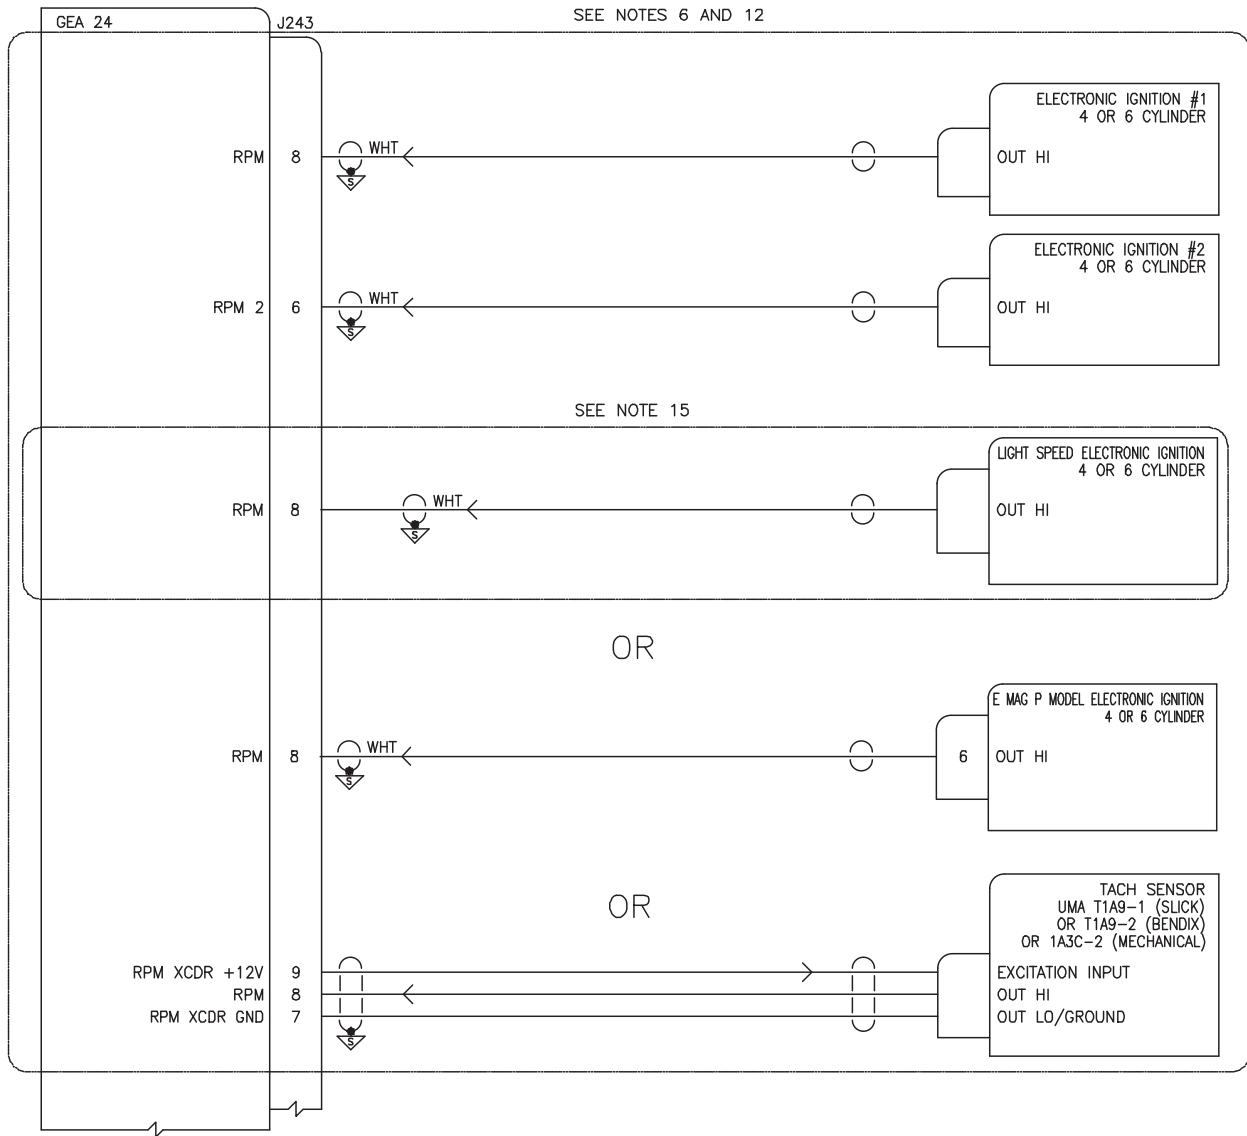 SEE NOTES 6 AND 12
GEA 24
J243
ELECTRONIC IGNITION #1
4 OR 6 CYLINDER
RPM 8 WHT OUT HI
S
ELECTRONIC IGNITION #2
4 OR 6 CYLINDER
RPM 2 6 WHT OUT HI
S
SEE NOTE 15
LIGHT SPEED ELECTRONIC IGNITION
4 OR 6 CYLINDER
RPM 8 WHT OUT HI
S
OR
E MAG P MODEL ELECTRONIC IGNITION
4 OR 6 CYLINDER
RPM 8 WHT 6 OUT HI
S
OR
TACH SENSOR
UMA T1A9-1 (SLICK)
OR T1A9-2 (BENDIX)
OR 1A3C-2 (MECHANICAL)
RPM XCDR +12V 9 EXCITATION INPUT
RPM 8 OUT HI
RPM XCDR GND 7 OUT LO/GROUND
S